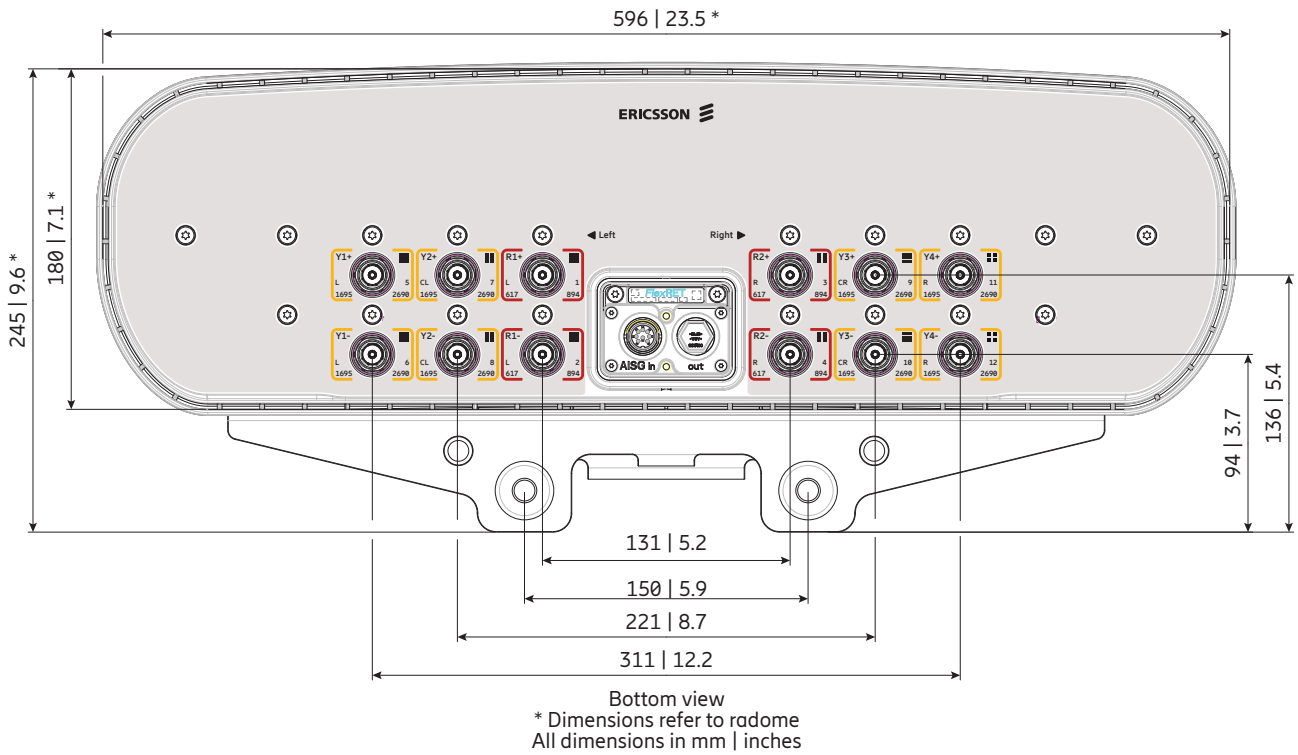 596 | 23.5 *
ERICSSON
245 | 9.6 *
180 | 7.1 *
Left
Right
Y1+ L 5 1695 2690
Y2+ CL 7 1695 2690
R1+ L 1 617 894
R2+ R 3 617 894
Y3+ CR 9 1695 2690
Y4+ R 11 1695 2690
FlexRET
Y1- L 6 1695 2690
Y2- CL 8 1695 2690
R1- L 2 617 894
AISG in out
R2- R 4 617 894
Y3- CR 10 1695 2690
Y4- R 12 1695 2690
94 | 3.7
136 | 5.4
131 | 5.2
150 | 5.9
221 | 8.7
311 | 12.2
Bottom view
* Dimensions refer to radome
All dimensions in mm | inches